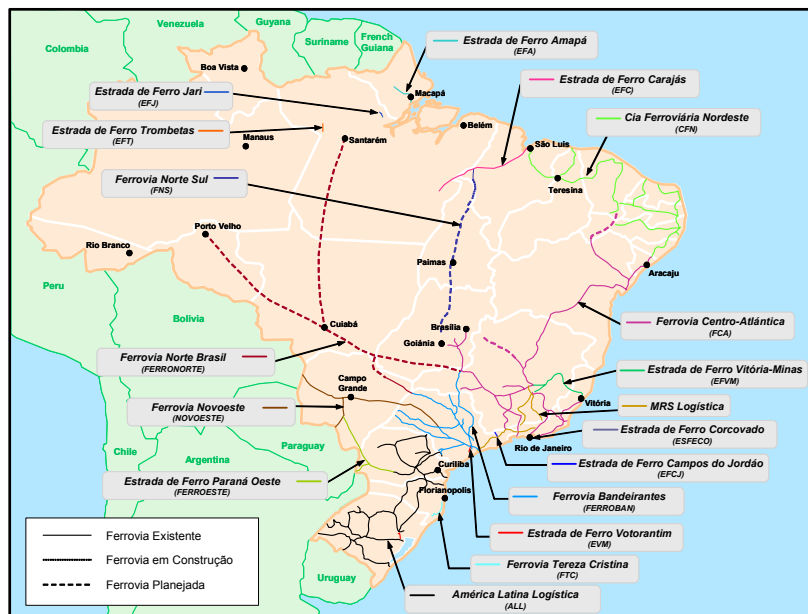 Venezuela
Guyana
Suriname
French
Guiana
Colombia
Boa Vista
Estrada de Ferro Amapá
(EFA)
Macapá
Estrada de Ferro Jari
(EFJ)
Estrada de Ferro Carajás
(EFC)
Belém
Cia Ferroviária Nordeste
(CFN)
Estrada de Ferro Trombetas
(EFT)
Manaus
Santarém
São Luis
Teresina
Ferrovia Norte Sul
(FNS)
Porto Velho
Rio Branco
Palmas
Aracaju
Peru
Bolivia
Cuiabá
Brasília
Goiânia
Ferrovia Centro-Atlântica
(FCA)
Ferrovia Norte Brasil
(FERRONORTE)
Estrada de Ferro Vitória-Minas
(EFVM)
Campo
Grande
Ferrovia Novoeste
(NOVOESTE)
Vitória
MRS Logística
Estrada de Ferro Corcovado
(ESFECO)
Rio de Janeiro
Chile
Argentina
Paraguay
Curiliba
Estrada de Ferro Campos do Jordão
(EFCJ)
Estrada de Ferro Paraná Oeste
(FERROESTE)
Florianopolis
Ferrovia Bandeirantes
(FERROBAN)
Estrada de Ferro Votorantim
(EVM)
Ferrovia Tereza Cristina
(FTC)
América Latina Logística
(ALL)
Uruguay
Ferrovia Existente
Ferrovia em Construção
Ferrovia Planejada